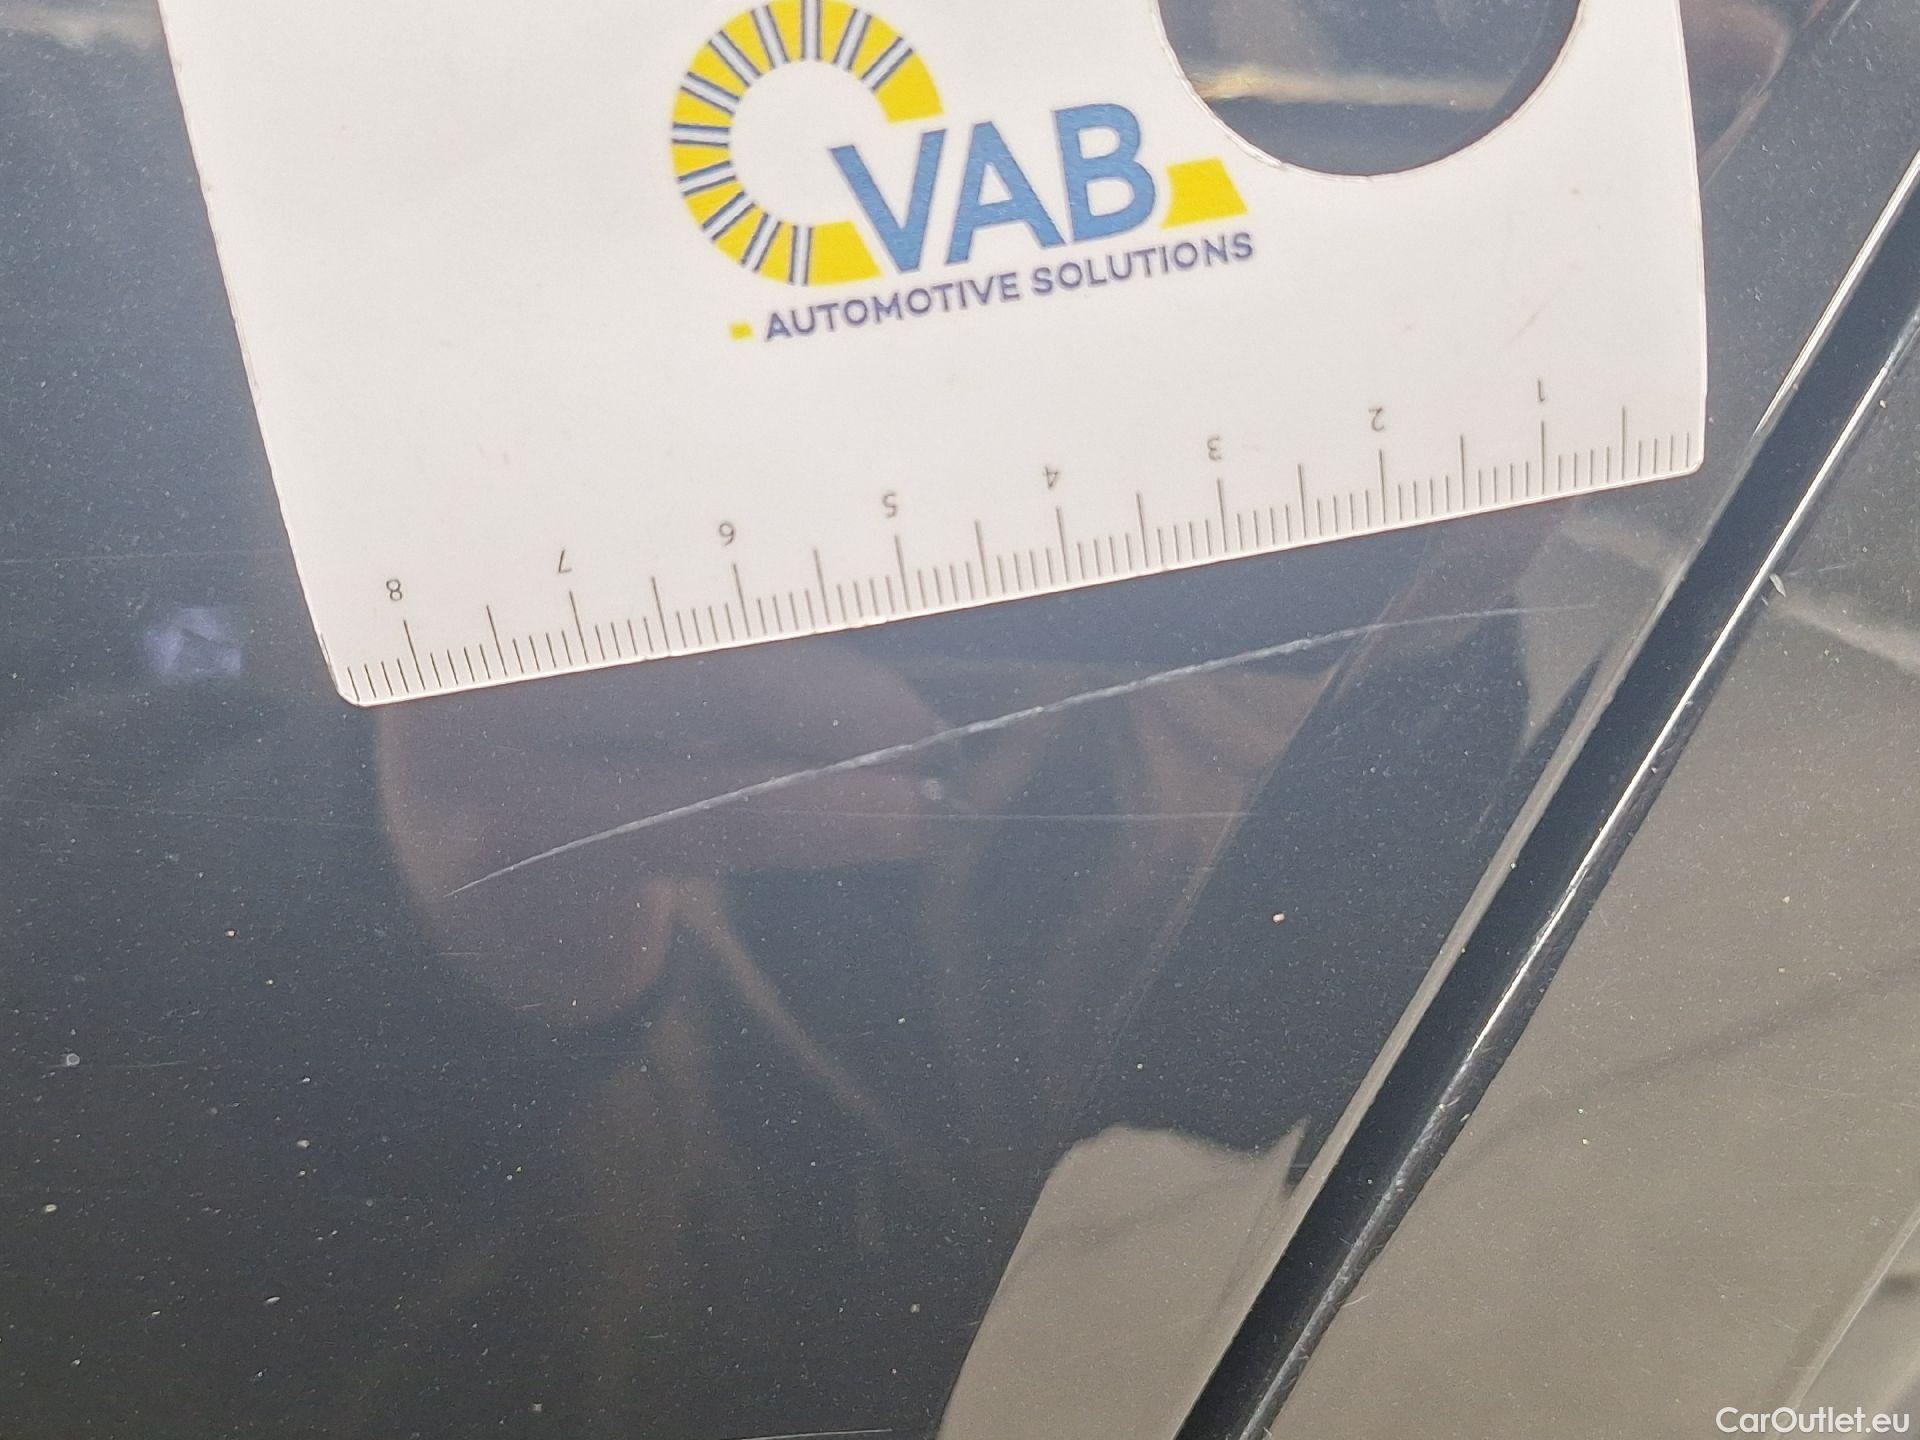 VAB
AUTOMOTIVE SOLUTIONS
8 7 6 5 4 3 2 1
CarOutlet.eu